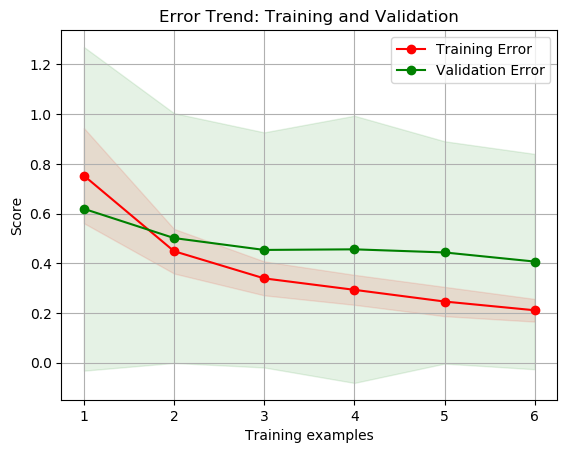 Error Trend: Training and Validation
Training Error
Validation Error
Score
1.2
1.0
0.8
0.6
0.4
0.2
0.0
1 2 3 4 5 6
Training examples